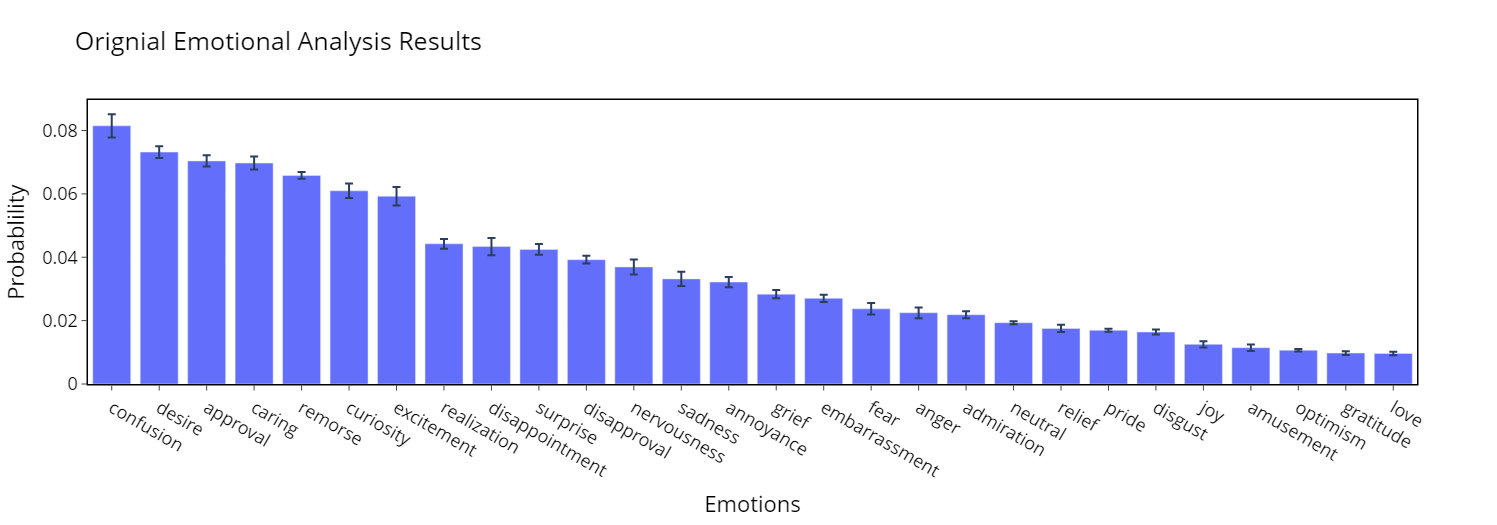 Orignial Emotional Analysis Results
Probablility
0.08
0.06
0.04
0.02
0
confusion
desire
approval
caring
remorse
curiosity
excitement
realization
disappointment
surprise
disapproval
nervousness
sadness
annoyance
grief
embarrassment
fear
anger
admiration
neutral
relief
pride
disgust
joy
amusement
optimism
gratitude
love
Emotions